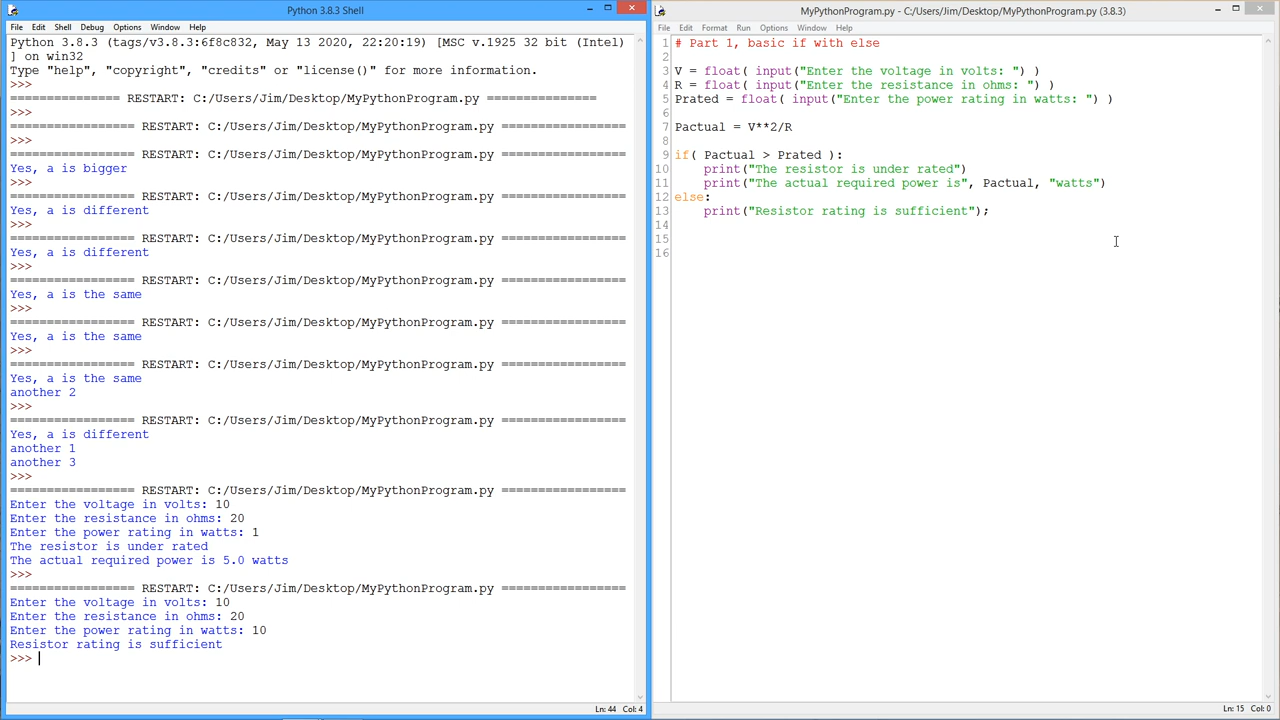 Python 3.8.3 Shell
File Edit Shell Debug Options Window Help
Python 3.8.3 (tags/v3.8.3:6f8c832, May 13 2020, 22:20:19) [MSC v.1925 32 bit (Intel)
] on win32
Type "help", "copyright", "credits" or "license()" for more information.
>>>
=============== RESTART: C:/Users/Jim/Desktop/MyPythonProgram.py ===============
>>>
================= RESTART: C:/Users/Jim/Desktop/MyPythonProgram.py =================
>>>
================= RESTART: C:/Users/Jim/Desktop/MyPythonProgram.py =================
Yes, a is bigger
>>>
================= RESTART: C:/Users/Jim/Desktop/MyPythonProgram.py =================
Yes, a is different
>>>
================= RESTART: C:/Users/Jim/Desktop/MyPythonProgram.py =================
Yes, a is different
>>>
================= RESTART: C:/Users/Jim/Desktop/MyPythonProgram.py =================
Yes, a is the same
>>>
================= RESTART: C:/Users/Jim/Desktop/MyPythonProgram.py =================
Yes, a is the same
>>>
================= RESTART: C:/Users/Jim/Desktop/MyPythonProgram.py =================
Yes, a is the same
another 2
>>>
================= RESTART: C:/Users/Jim/Desktop/MyPythonProgram.py =================
Yes, a is different
another 1
another 3
>>>
================= RESTART: C:/Users/Jim/Desktop/MyPythonProgram.py =================
Enter the voltage in volts: 10
Enter the resistance in ohms: 20
Enter the power rating in watts: 1
The resistor is under rated
The actual required power is 5.0 watts
>>>
================= RESTART: C:/Users/Jim/Desktop/MyPythonProgram.py =================
Enter the voltage in volts: 10
Enter the resistance in ohms: 20
Enter the power rating in watts: 10
Resistor rating is sufficient
>>>
Ln: 44 Col: 4
MyPythonProgram.py - C:/Users/Jim/Desktop/MyPythonProgram.py (3.8.3)
File Edit Format Run Options Window Help
1 # Part 1, basic if with else
2
3 V = float( input("Enter the voltage in volts: ") )
4 R = float( input("Enter the resistance in ohms: ") )
5 Prated = float( input("Enter the power rating in watts: ") )
6
7 Pactual = V**2/R
8
9 if( Pactual > Prated ):
10     print("The resistor is under rated")
11     print("The actual required power is", Pactual, "watts")
12 else:
13     print("Resistor rating is sufficient");
14
15
16
Ln: 15 Col: 0